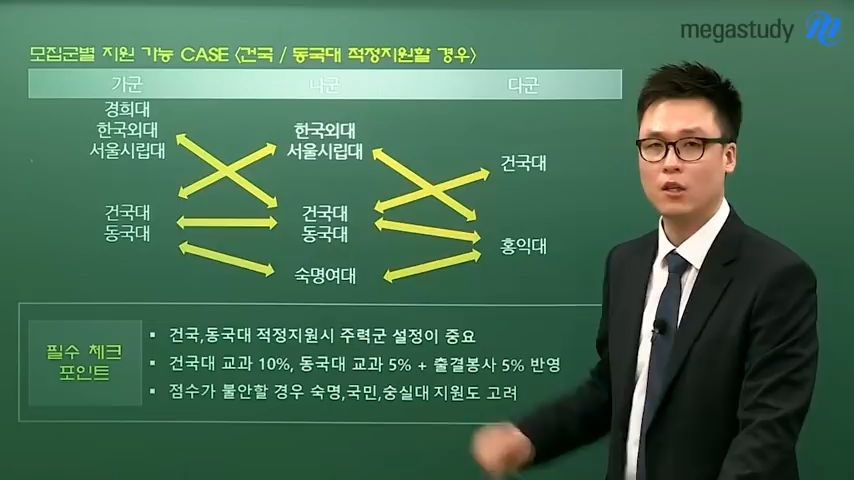 megastudy
모집군별 지원 가능 CASE <건국 / 동국대 적정지원할 경우>
가군 나군 다군
경희대
한국외대 한국외대
서울시립대 서울시립대
건국대
건국대 건국대
동국대 동국대
홍익대
숙명여대
필수 체크
포인트
▪ 건국,동국대 적정지원시 주력군 설정이 중요
▪ 건국대 교과 10%, 동국대 교과 5% + 출결봉사 5% 반영
▪ 점수가 불안할 경우 숙명,국민,숭실대 지원도 고려